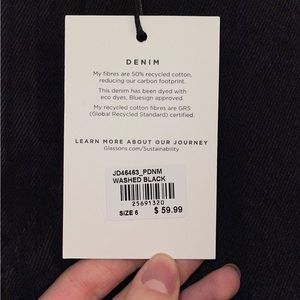 DENIM
My fibres are 50% recycled cotton,
reducing our carbon footprint.
This denim has been dyed with
eco dyes, Bluesign approved.
My recycled cotton fibres are GRS
(Global Recycled Standard) certified.
LEARN MORE ABOUT OUR JOURNEY
Glassons.com/Sustainability
JD46463_PDNM
WASHED BLACK
25691320
SIZE 6 $ 59.99